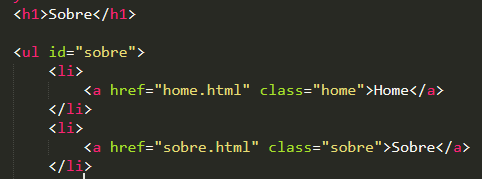 <h1>Sobre</h1>
<ul id="sobre">
<li>
<a href="home.html" class="home">Home</a>
</li>
<li>
<a href="sobre.html" class="sobre">Sobre</a>
</li>